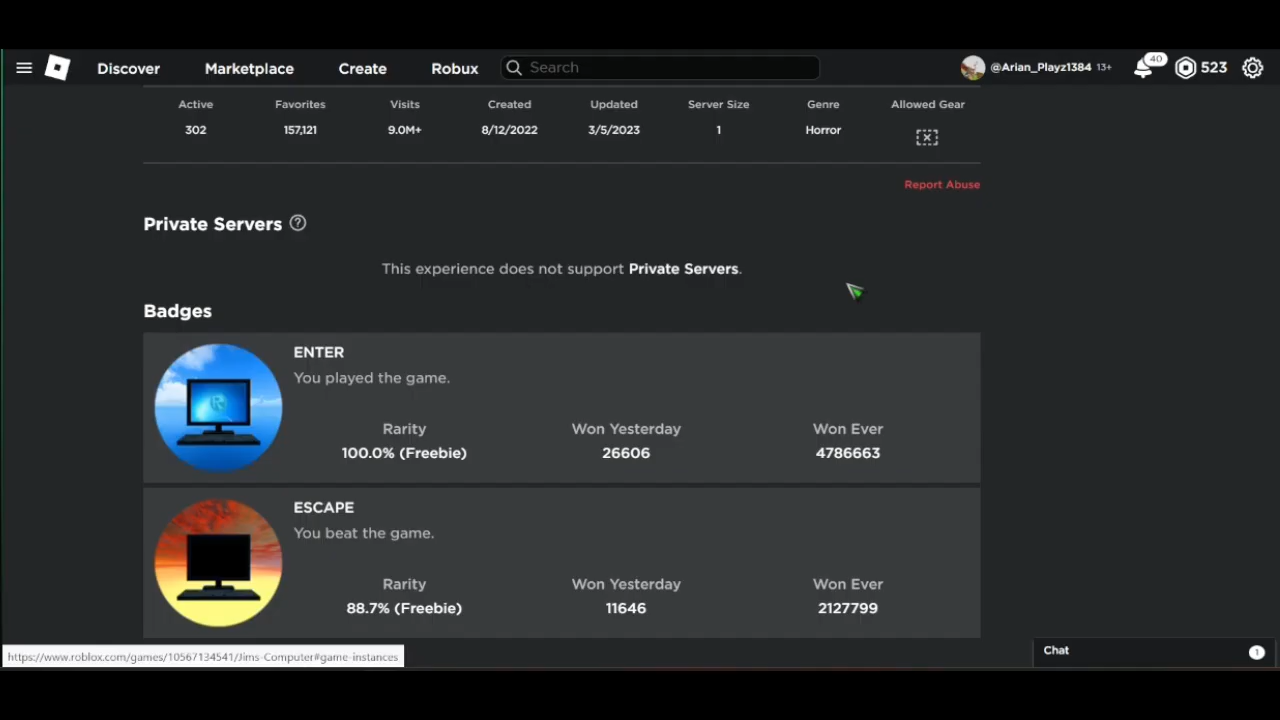 Discover Marketplace Create Robux Search @Arian_Playz1384 13+ 40 523
Active Favorites Visits Created Updated Server Size Genre Allowed Gear
302 157,121 9.0M+ 8/12/2022 3/5/2023 1 Horror
Report Abuse
Private Servers ?
This experience does not support Private Servers.
Badges
ENTER
You played the game.
Rarity Won Yesterday Won Ever
100.0% (Freebie) 26606 4786663
ESCAPE
You beat the game.
Rarity Won Yesterday Won Ever
88.7% (Freebie) 11646 2127799
https://www.roblox.com/games/10567134541/Jims-Computer#game-instances
Chat 1